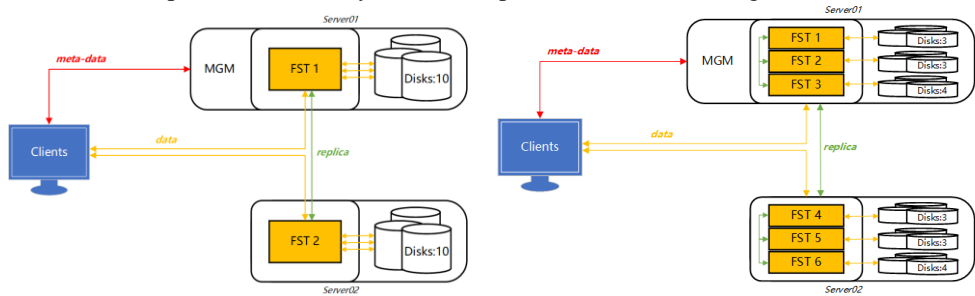 Server01
meta-data
MGM
FST 1
Disks:10
Clients
data
replica
FST 2
Disks:10
Server02
Server01
meta-data
MGM
FST 1
Disks:3
FST 2
Disks:3
FST 3
Disks:4
Clients
data
replica
FST 4
Disks:3
FST 5
Disks:3
FST 6
Disks:4
Server02